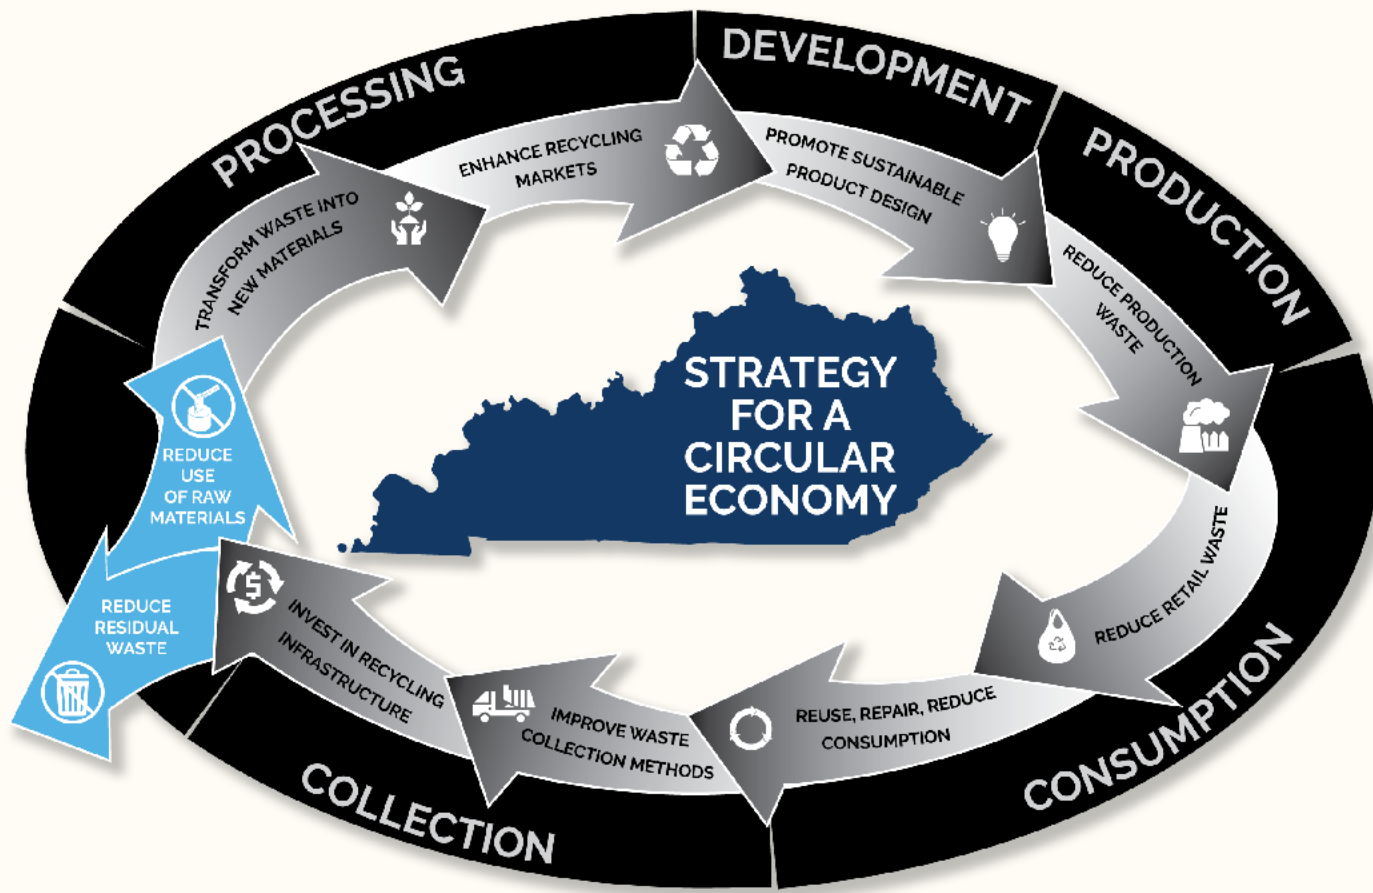 PROCESSING
DEVELOPMENT
PRODUCTION
CONSUMPTION
COLLECTION
TRANSFORM WASTE INTO
NEW MATERIALS
ENHANCE RECYCLING
MARKETS
PROMOTE SUSTAINABLE
PRODUCT DESIGN
REDUCE PRODUCTION
WASTE
REDUCE RETAIL WASTE
REUSE, REPAIR, REDUCE
CONSUMPTION
IMPROVE WASTE
COLLECTION METHODS
INVEST IN RECYCLING
INFRASTRUCTURE
$
REDUCE
RESIDUAL
WASTE
REDUCE
USE
OF RAW
MATERIALS
STRATEGY
FOR A
CIRCULAR
ECONOMY